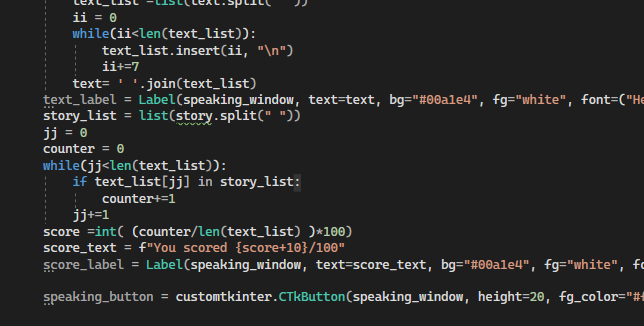 text_list =list(text.split(" "))
ii = 0
while(ii<len(text_list)):
text_list.insert(ii, "\n")
ii+=7
text= ' '.join(text_list)
text_label = Label(speaking_window, text=text, bg="#00a1e4", fg="white", font=("He
story_list = list(story.split(" "))
jj = 0
counter = 0
while(jj<len(text_list)):
if text_list[jj] in story_list:
counter+=1
jj+=1
score =int( (counter/len(text_list) )*100)
score_text = f"You scored {score+10}/100"
score_label = Label(speaking_window, text=score_text, bg="#00a1e4", fg="white", fo
speaking_button = customtkinter.CTkButton(speaking_window, height=20, fg_color="#f